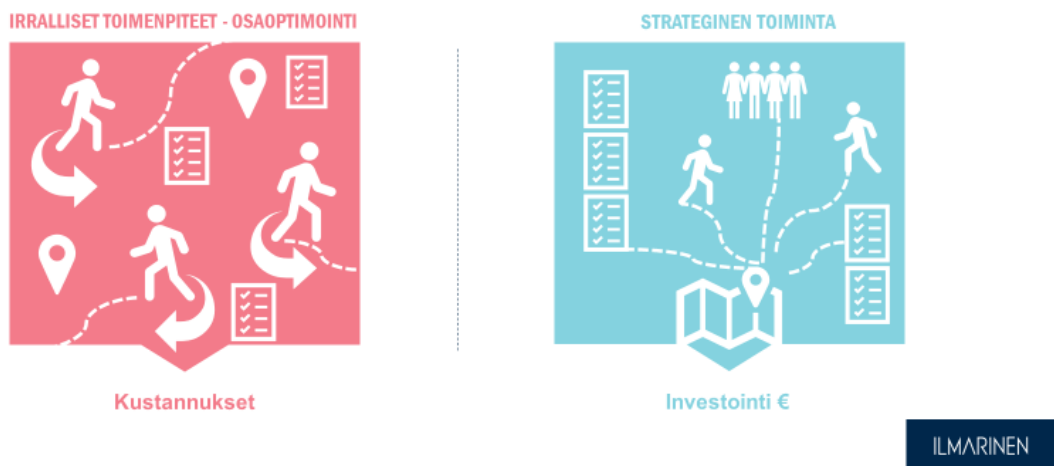 IRRALLISET TOIMENPITEET - OSAOPTIMOINTI
STRATEGINEN TOIMINTA
Kustannukset
Investointi €
ILMARINEN